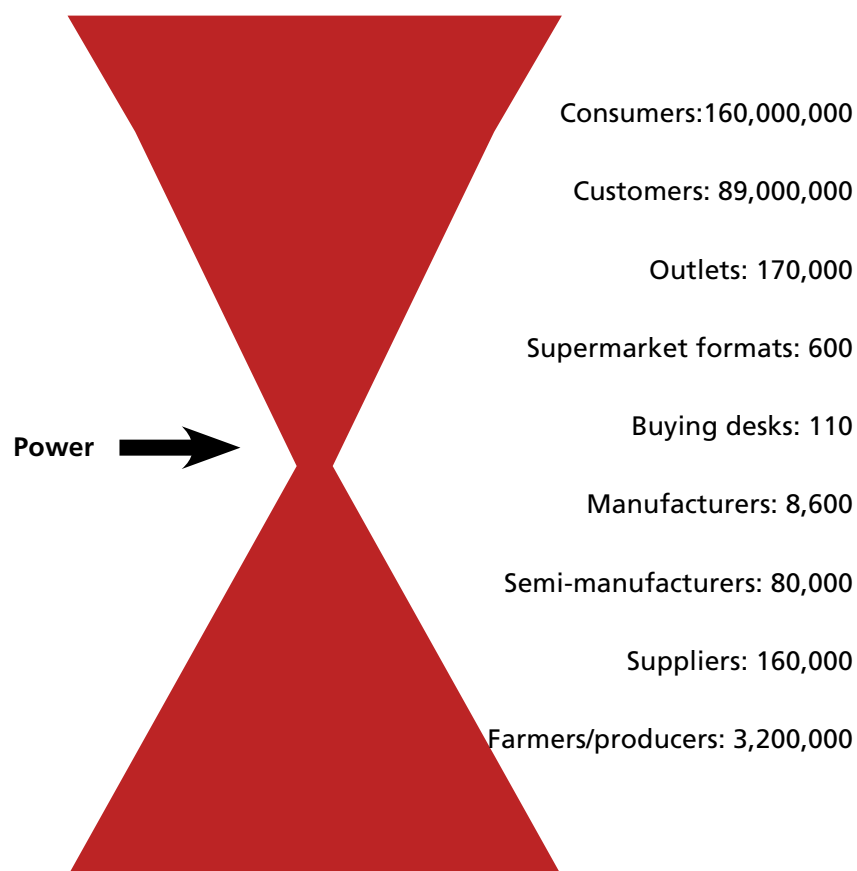 Consumers:160,000,000
Customers: 89,000,000
Outlets: 170,000
Supermarket formats: 600
Buying desks: 110
Power
Manufacturers: 8,600
Semi-manufacturers: 80,000
Suppliers: 160,000
Farmers/producers: 3,200,000